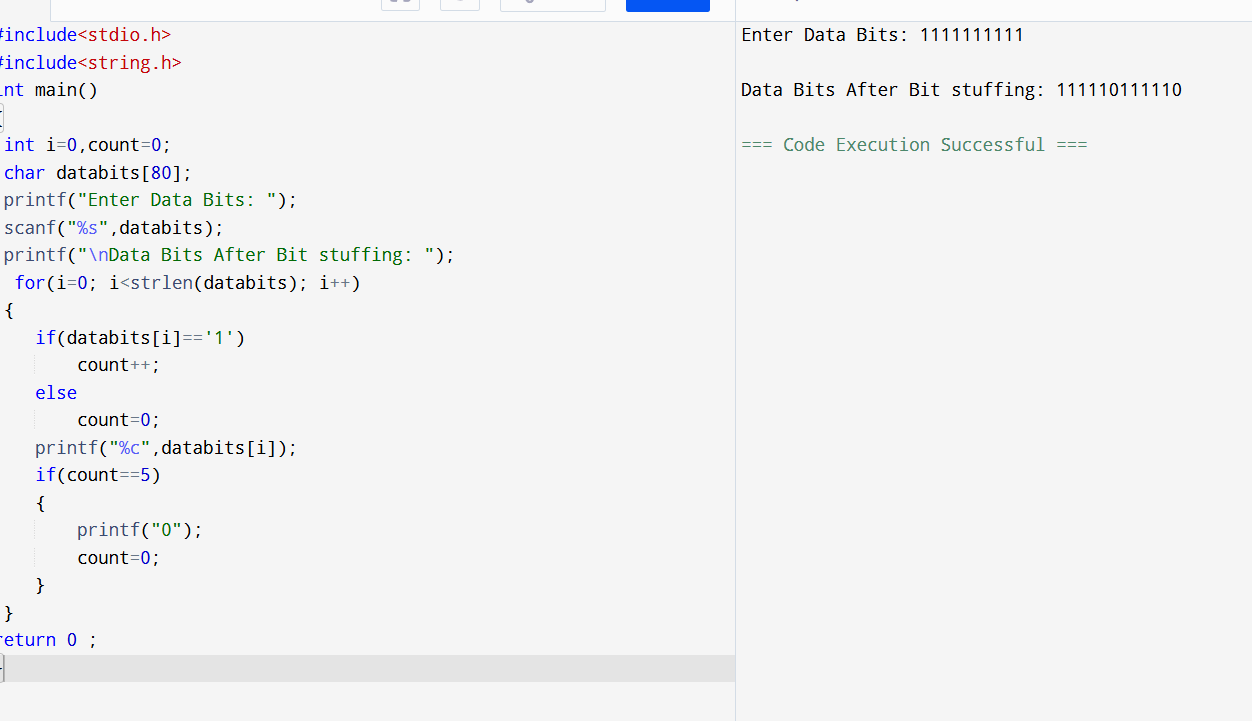 #include<stdio.h>
#include<string.h>
int main()
{
int i=0,count=0;
char databits[80];
printf("Enter Data Bits: ");
scanf("%s",databits);
printf("\nData Bits After Bit stuffing: ");
for(i=0; i<strlen(databits); i++)
{
if(databits[i]=='1')
count++;
else
count=0;
printf("%c",databits[i]);
if(count==5)
{
printf("0");
count=0;
}
}
return 0 ;
}
Enter Data Bits: 1111111111
Data Bits After Bit stuffing: 111110111110
=== Code Execution Successful ===